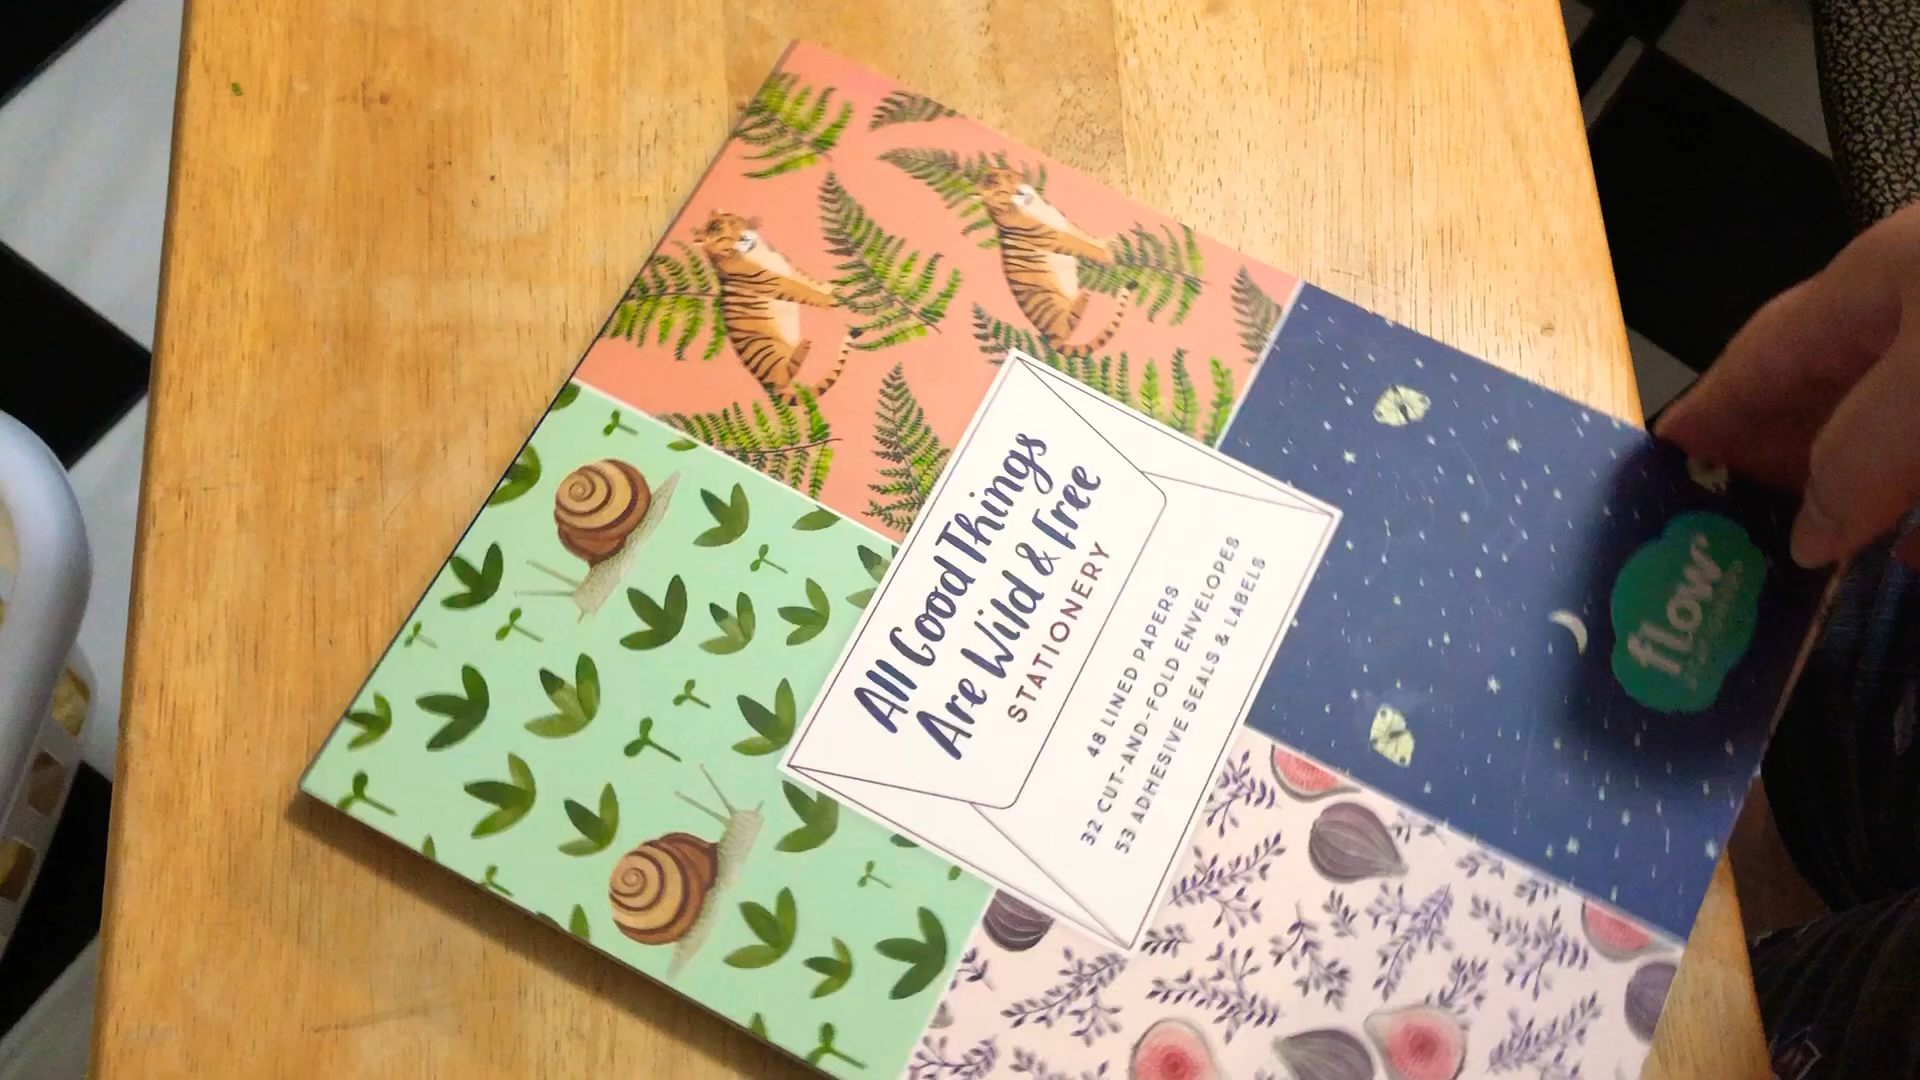 All Good Things
Are Wild & Free
STATIONERY
48 LINED PAPERS
32 CUT-AND-FOLD ENVELOPES
53 ADHESIVE SEALS & LABELS
flow